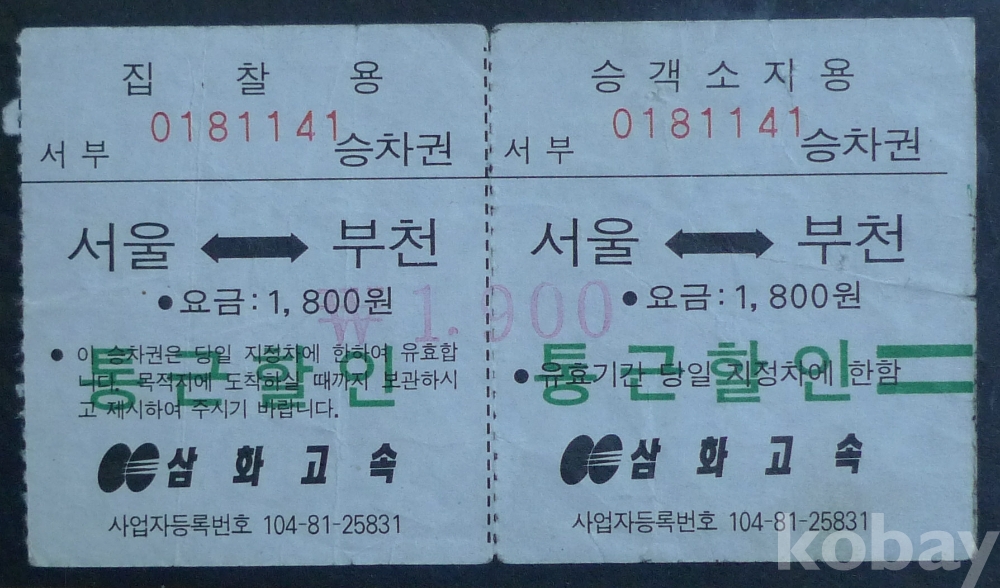 집 찰 용
0181141
서부 승차권
서울 ↔ 부천
●요금: 1, 800원
₩1.900
● 이 승차권은 당일 지정차에 한하여 유효합
니다. 목적지에 도착하실 때까지 보관하시
고 제시하여 주시기 바랍니다.
통근할인
삼화고속
사업자등록번호 104-81-25831
승객소지용
0181141
서부 승차권
서울 ↔ 부천
●요금: 1, 800원
●유효기간 당일 지정차에 한함
통근할인
삼화고속
사업자등록번호 104-81-25831
kobay